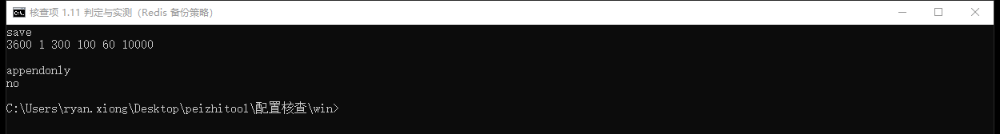 核查项 1.11 判定与实测（Redis 备份策略）
save
3600 1 300 100 60 10000
appendonly
no
C:\Users\ryan.xiong\Desktop\peizhitool\配置核查\win>